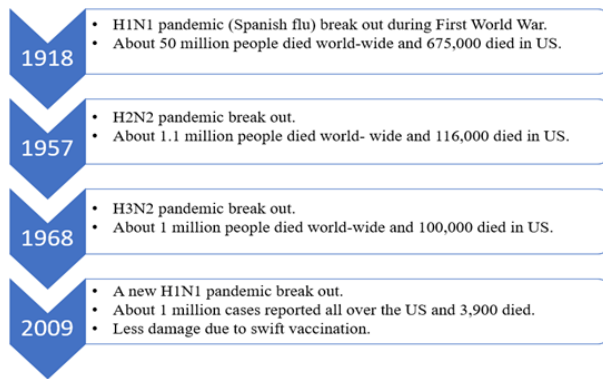 1918
• H1N1 pandemic (Spanish flu) break out during First World War.
• About 50 million people died world-wide and 675,000 died in US.
1957
• H2N2 pandemic break out.
• About 1.1 million people died world- wide and 116,000 died in US.
1968
• H3N2 pandemic break out.
• About 1 million people died world-wide and 100,000 died in US.
2009
• A new H1N1 pandemic break out.
• About 1 million cases reported all over the US and 3,900 died.
• Less damage due to swift vaccination.